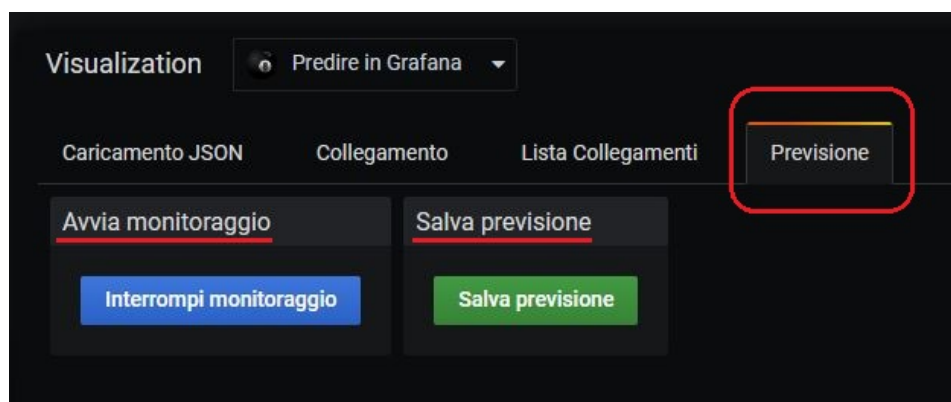 Visualization Predire in Grafana
Caricamento JSON Collegamento Lista Collegamenti Previsione
Avvia monitoraggio Salva previsione
Interrompi monitoraggio Salva previsione